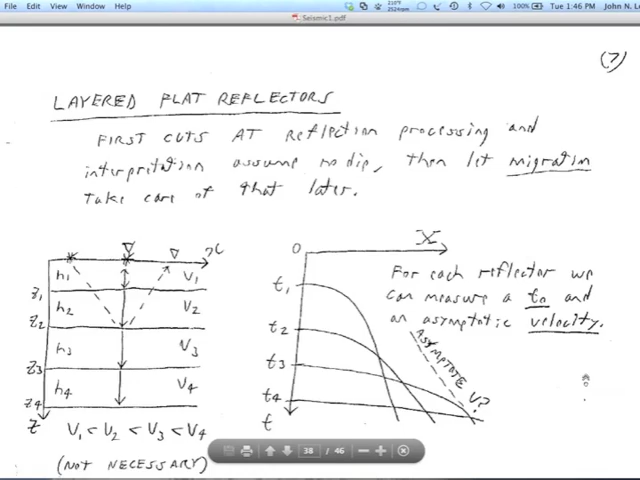 File Edit View Window Help
100% Tue 1:46 PM John N. Lo
Seismic1.pdf
(7)
LAYERED FLAT REFLECTORS
FIRST CUTS AT Reflection processing and
interpretation assume no dip, then let migration
take care of that later.
0 X
x
h1 V1
z1
h2 V2
z2
h3 V3
z3
h4 V4
z4
z
V1 < V2 < V3 < V4
(NOT NECESSARY)
t1
t2
t3
t4
t
For each reflector we
can measure a t0 and
an asymptotic velocity.
ASYMPTOTE V?
38 / 46